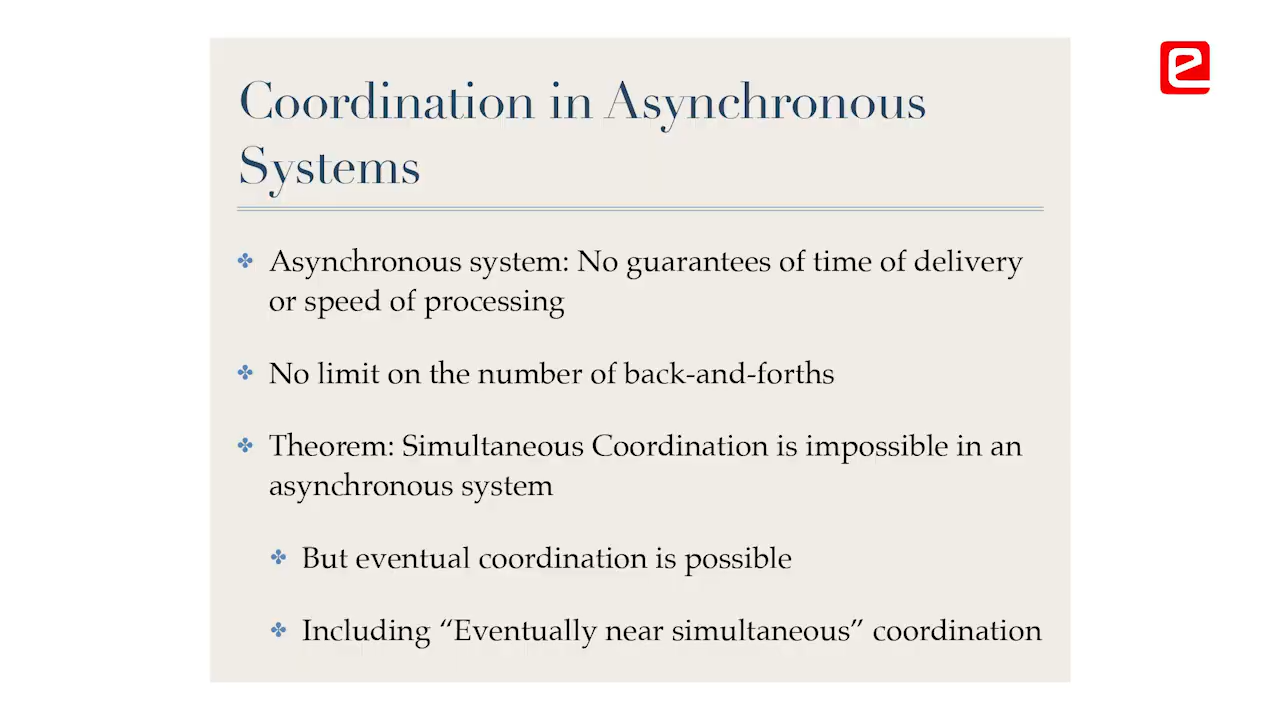 Coordination in Asynchronous
Systems
Asynchronous system: No guarantees of time of delivery
or speed of processing
No limit on the number of back-and-forths
Theorem: Simultaneous Coordination is impossible in an
asynchronous system
But eventual coordination is possible
Including “Eventually near simultaneous” coordination